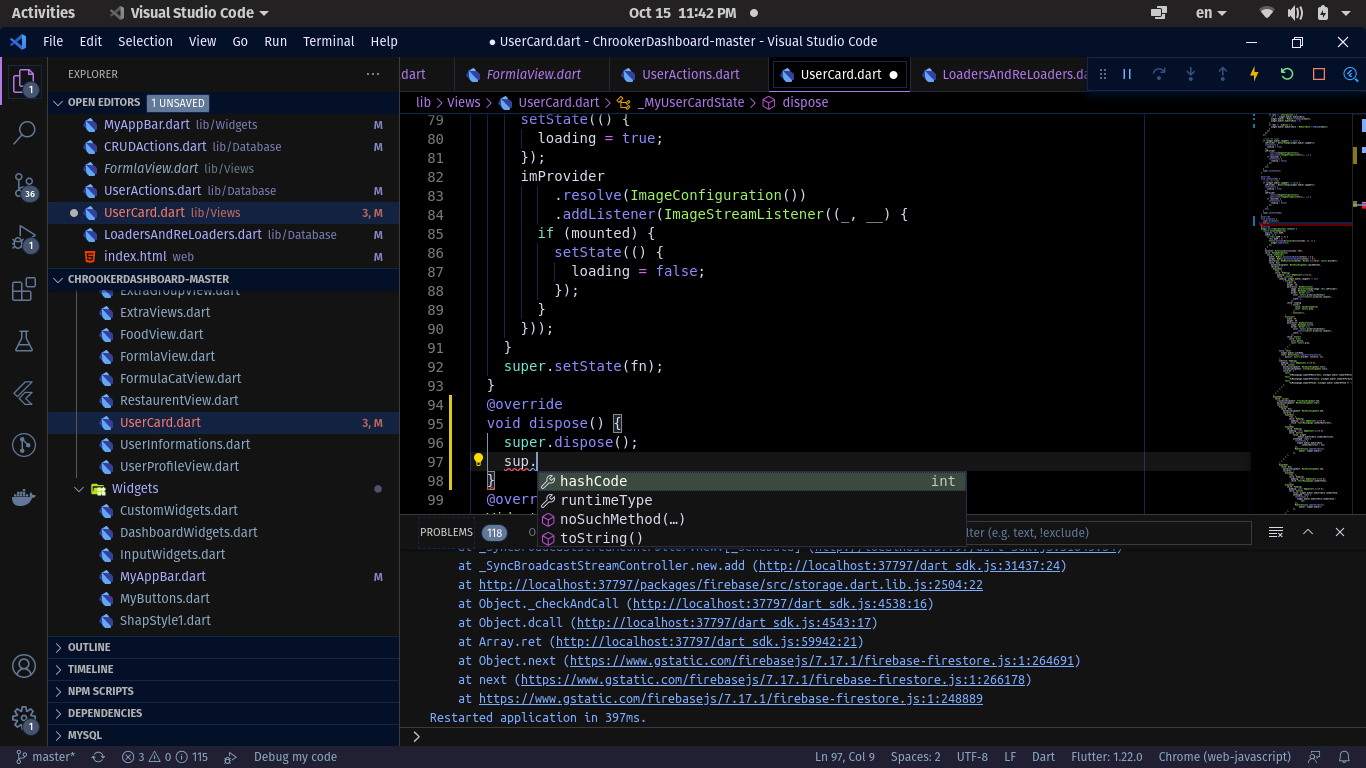 Activities
Visual Studio Code
Oct 15 11:42 PM
en
File Edit Selection View Go Run Terminal Help
● UserCard.dart - ChrookerDashboard-master - Visual Studio Code
EXPLORER
OPEN EDITORS 1 UNSAVED
MyAppBar.dart lib/Widgets M
CRUDActions.dart lib/Database M
FormlaView.dart lib/Views
UserActions.dart lib/Database M
UserCard.dart lib/Views 3, M
LoadersAndReLoaders.dart lib/Database M
index.html web M
CHROOKERDASHBOARD-MASTER
ExtraGroupView.dart
ExtraViews.dart
FoodView.dart
FormlaView.dart
FormulaCatView.dart
RestaurentView.dart
UserCard.dart 3, M
UserInformations.dart
UserProfileView.dart
Widgets
CustomWidgets.dart
DashboardWidgets.dart
InputWidgets.dart
MyAppBar.dart M
MyButtons.dart
ShapStyle1.dart
OUTLINE
TIMELINE
NPM SCRIPTS
DEPENDENCIES
MYSQL
1
36
1
1
dart FormlaView.dart UserActions.dart UserCard.dart ● LoadersAndReLoaders.da
lib > Views > UserCard.dart > _MyUserCardState > dispose
79 setState(() {
80 loading = true;
81 });
82 imProvider
83 .resolve(ImageConfiguration())
84 .addListener(ImageStreamListener((_, __) {
85 if (mounted) {
86 setState(() {
87 loading = false;
88 });
89 }
90 }));
91 }
92 super.setState(fn);
93 }
94 @override
95 void dispose() {
96 super.dispose();
97 sup.
98 }
99 @overr
hashCode int
runtimeType
noSuchMethod(…)
toString()
PROBLEMS 118 O
lter (e.g. text, !exclude)
at _SyncBroadcastStreamController.new.[_sendData] (http://localhost:37797/dart_sdk.js:31043:54)
at _SyncBroadcastStreamController.new.add (http://localhost:37797/dart_sdk.js:31437:24)
at http://localhost:37797/packages/firebase/src/storage.dart.lib.js:2504:22
at Object._checkAndCall (http://localhost:37797/dart_sdk.js:4538:16)
at Object.dcall (http://localhost:37797/dart_sdk.js:4543:17)
at Array.ret (http://localhost:37797/dart_sdk.js:59942:21)
at Object.next (https://www.gstatic.com/firebasejs/7.17.1/firebase-firestore.js:1:264691)
at next (https://www.gstatic.com/firebasejs/7.17.1/firebase-firestore.js:1:266178)
at https://www.gstatic.com/firebasejs/7.17.1/firebase-firestore.js:1:248889
Restarted application in 397ms.
>
master* 3 0 115 Debug my code
Ln 97, Col 9 Spaces: 2 UTF-8 LF Dart Flutter: 1.22.0 Chrome (web-javascript)